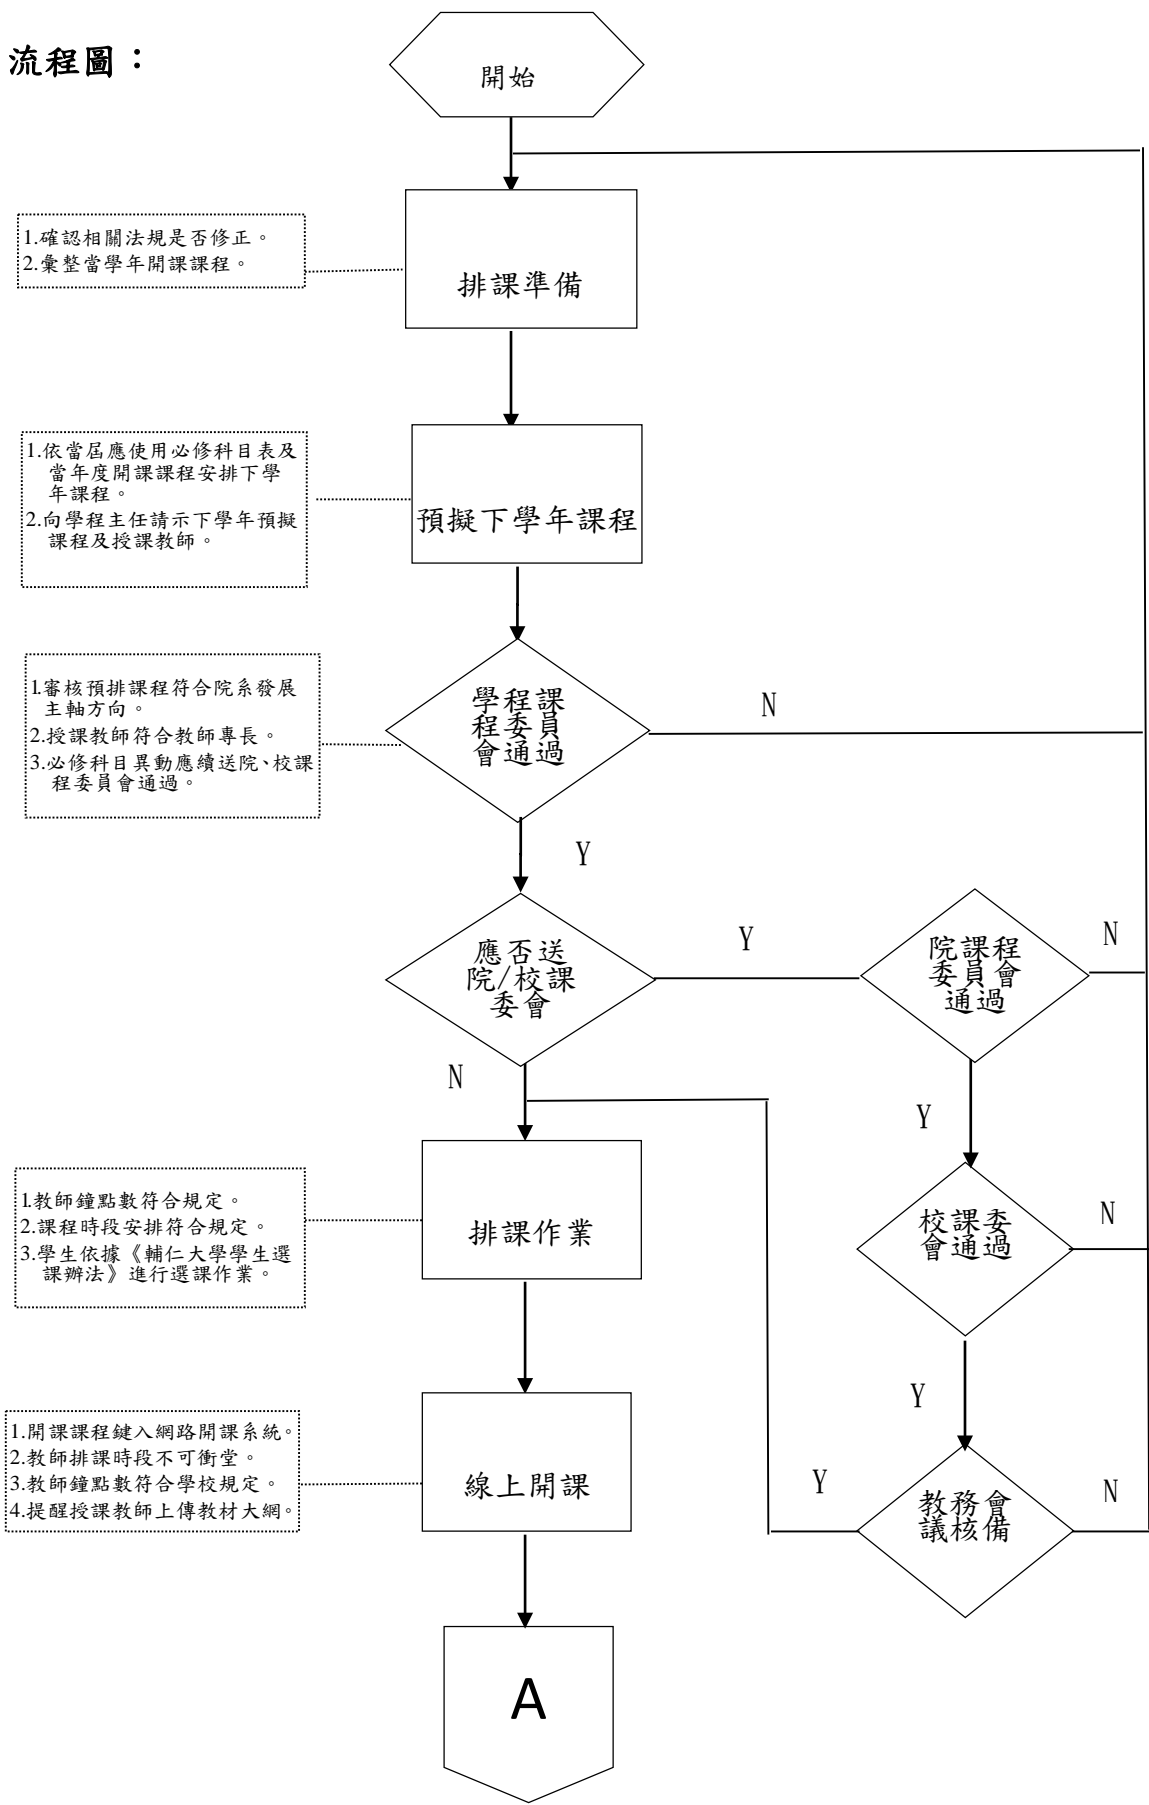 流程圖：
開始
1.確認相關法規是否修正。
2.彙整當學年開課課程。
排課準備
1.依當屆應使用必修科目表及
當年度開課課程安排下學
年課程。
2.向學程主任請示下學年預擬
課程及授課教師。
預擬下學年課程
1.審核預排課程符合院系發展
主軸方向。
2.授課教師符合教師專長。
3.必修科目異動應續送院、校課
程委員會通過。
學程課
程委員
會通過
N
Y
應否送
院/校課
委會
Y
院課程
委員會
通過
N
N
Y
1.教師鐘點數符合規定。
2.課程時段安排符合規定。
3.學生依據《輔仁大學學生選
課辦法》進行選課作業。
排課作業
校課委
會通過
N
Y
1.開課課程鍵入網路開課系統。
2.教師排課時段不可衝堂。
3.教師鐘點數符合學校規定。
4.提醒授課教師上傳教材大網。
線上開課
Y
教務會
議核備
N
A